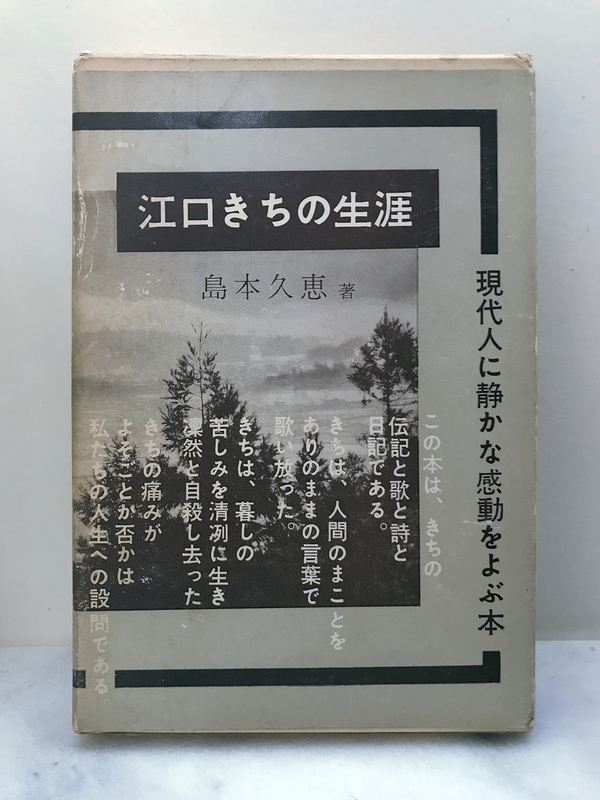 江口きちの生涯
島本久恵 著
現代人に静かな感動をよぶ本
この本は、きちの
伝記と歌と詩と
日記である。
きちは、人間のまことを
ありのままの言葉で
歌い放った。
きちは、暮しの
苦しみを清冽に生き
凛然と自殺し去った。
きちの痛みが
よそごとか否かは
私たちの人生への設問である。